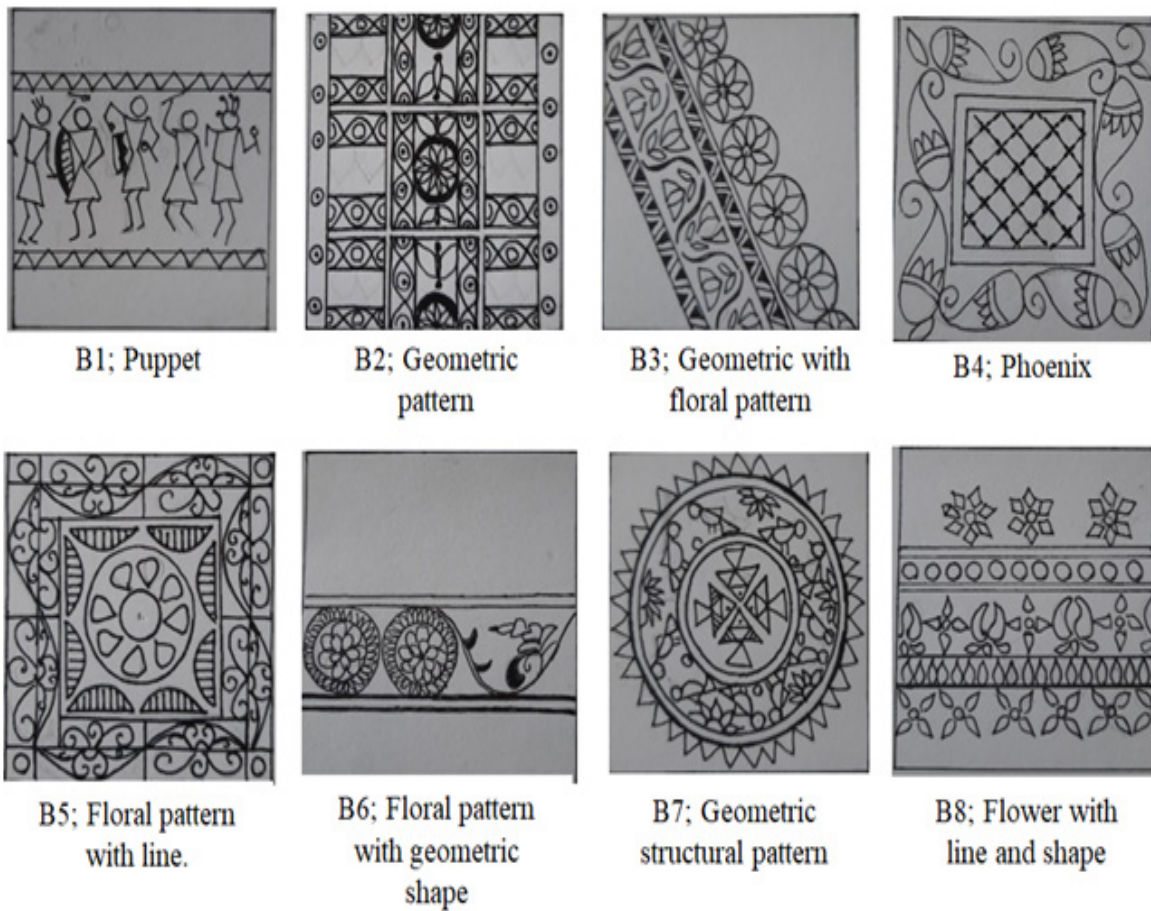 B1; Puppet
B2; Geometric
pattern
B3; Geometric with
floral pattern
B4; Phoenix
B5; Floral pattern
with line.
B6; Floral pattern
with geometric
shape
B7; Geometric
structural pattern
B8; Flower with
line and shape